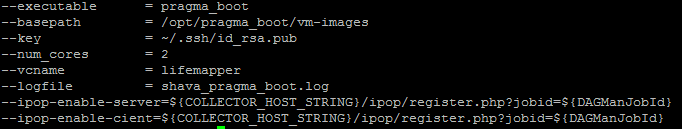 --executable = pragma_boot
--basepath = /opt/pragma_boot/vm-images
--key = ~/.ssh/id_rsa.pub
--num_cores = 2
--vcname = lifemapper
--logfile = shava_pragma_boot.log
--ipop-enable-server=${COLLECTOR_HOST_STRING}/ipop/register.php?jobid=${DAGManJobId}
--ipop-enable-cient=${COLLECTOR_HOST_STRING}/ipop/register.php?jobid=${DAGManJobId}